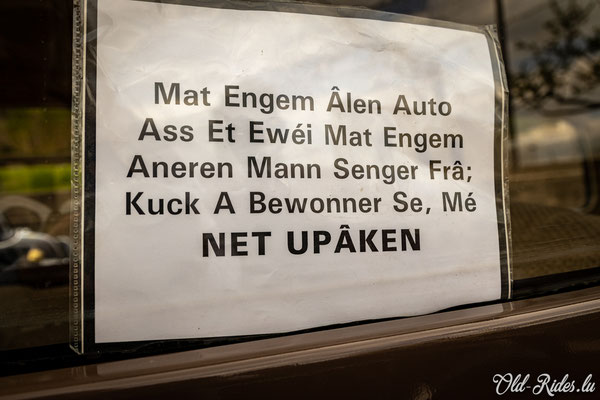 Mat Engem Âlen Auto
Ass Et Ewéi Mat Engem
Aneren Mann Senger Frâ;
Kuck A Bewonner Se, Mé
NET UPÂKEN
Old-Rides.lu